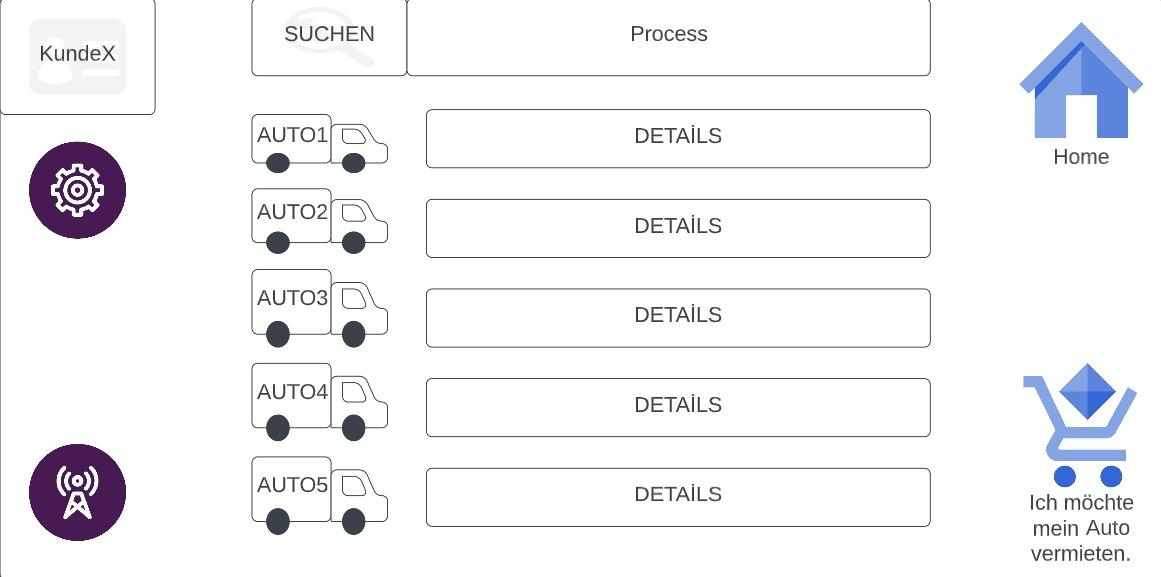 KundeX
SUCHEN
Process
Home
AUTO1
DETAİLS
AUTO2
DETAİLS
AUTO3
DETAİLS
AUTO4
DETAİLS
AUTO5
DETAİLS
Ich möchte
mein Auto
vermieten.